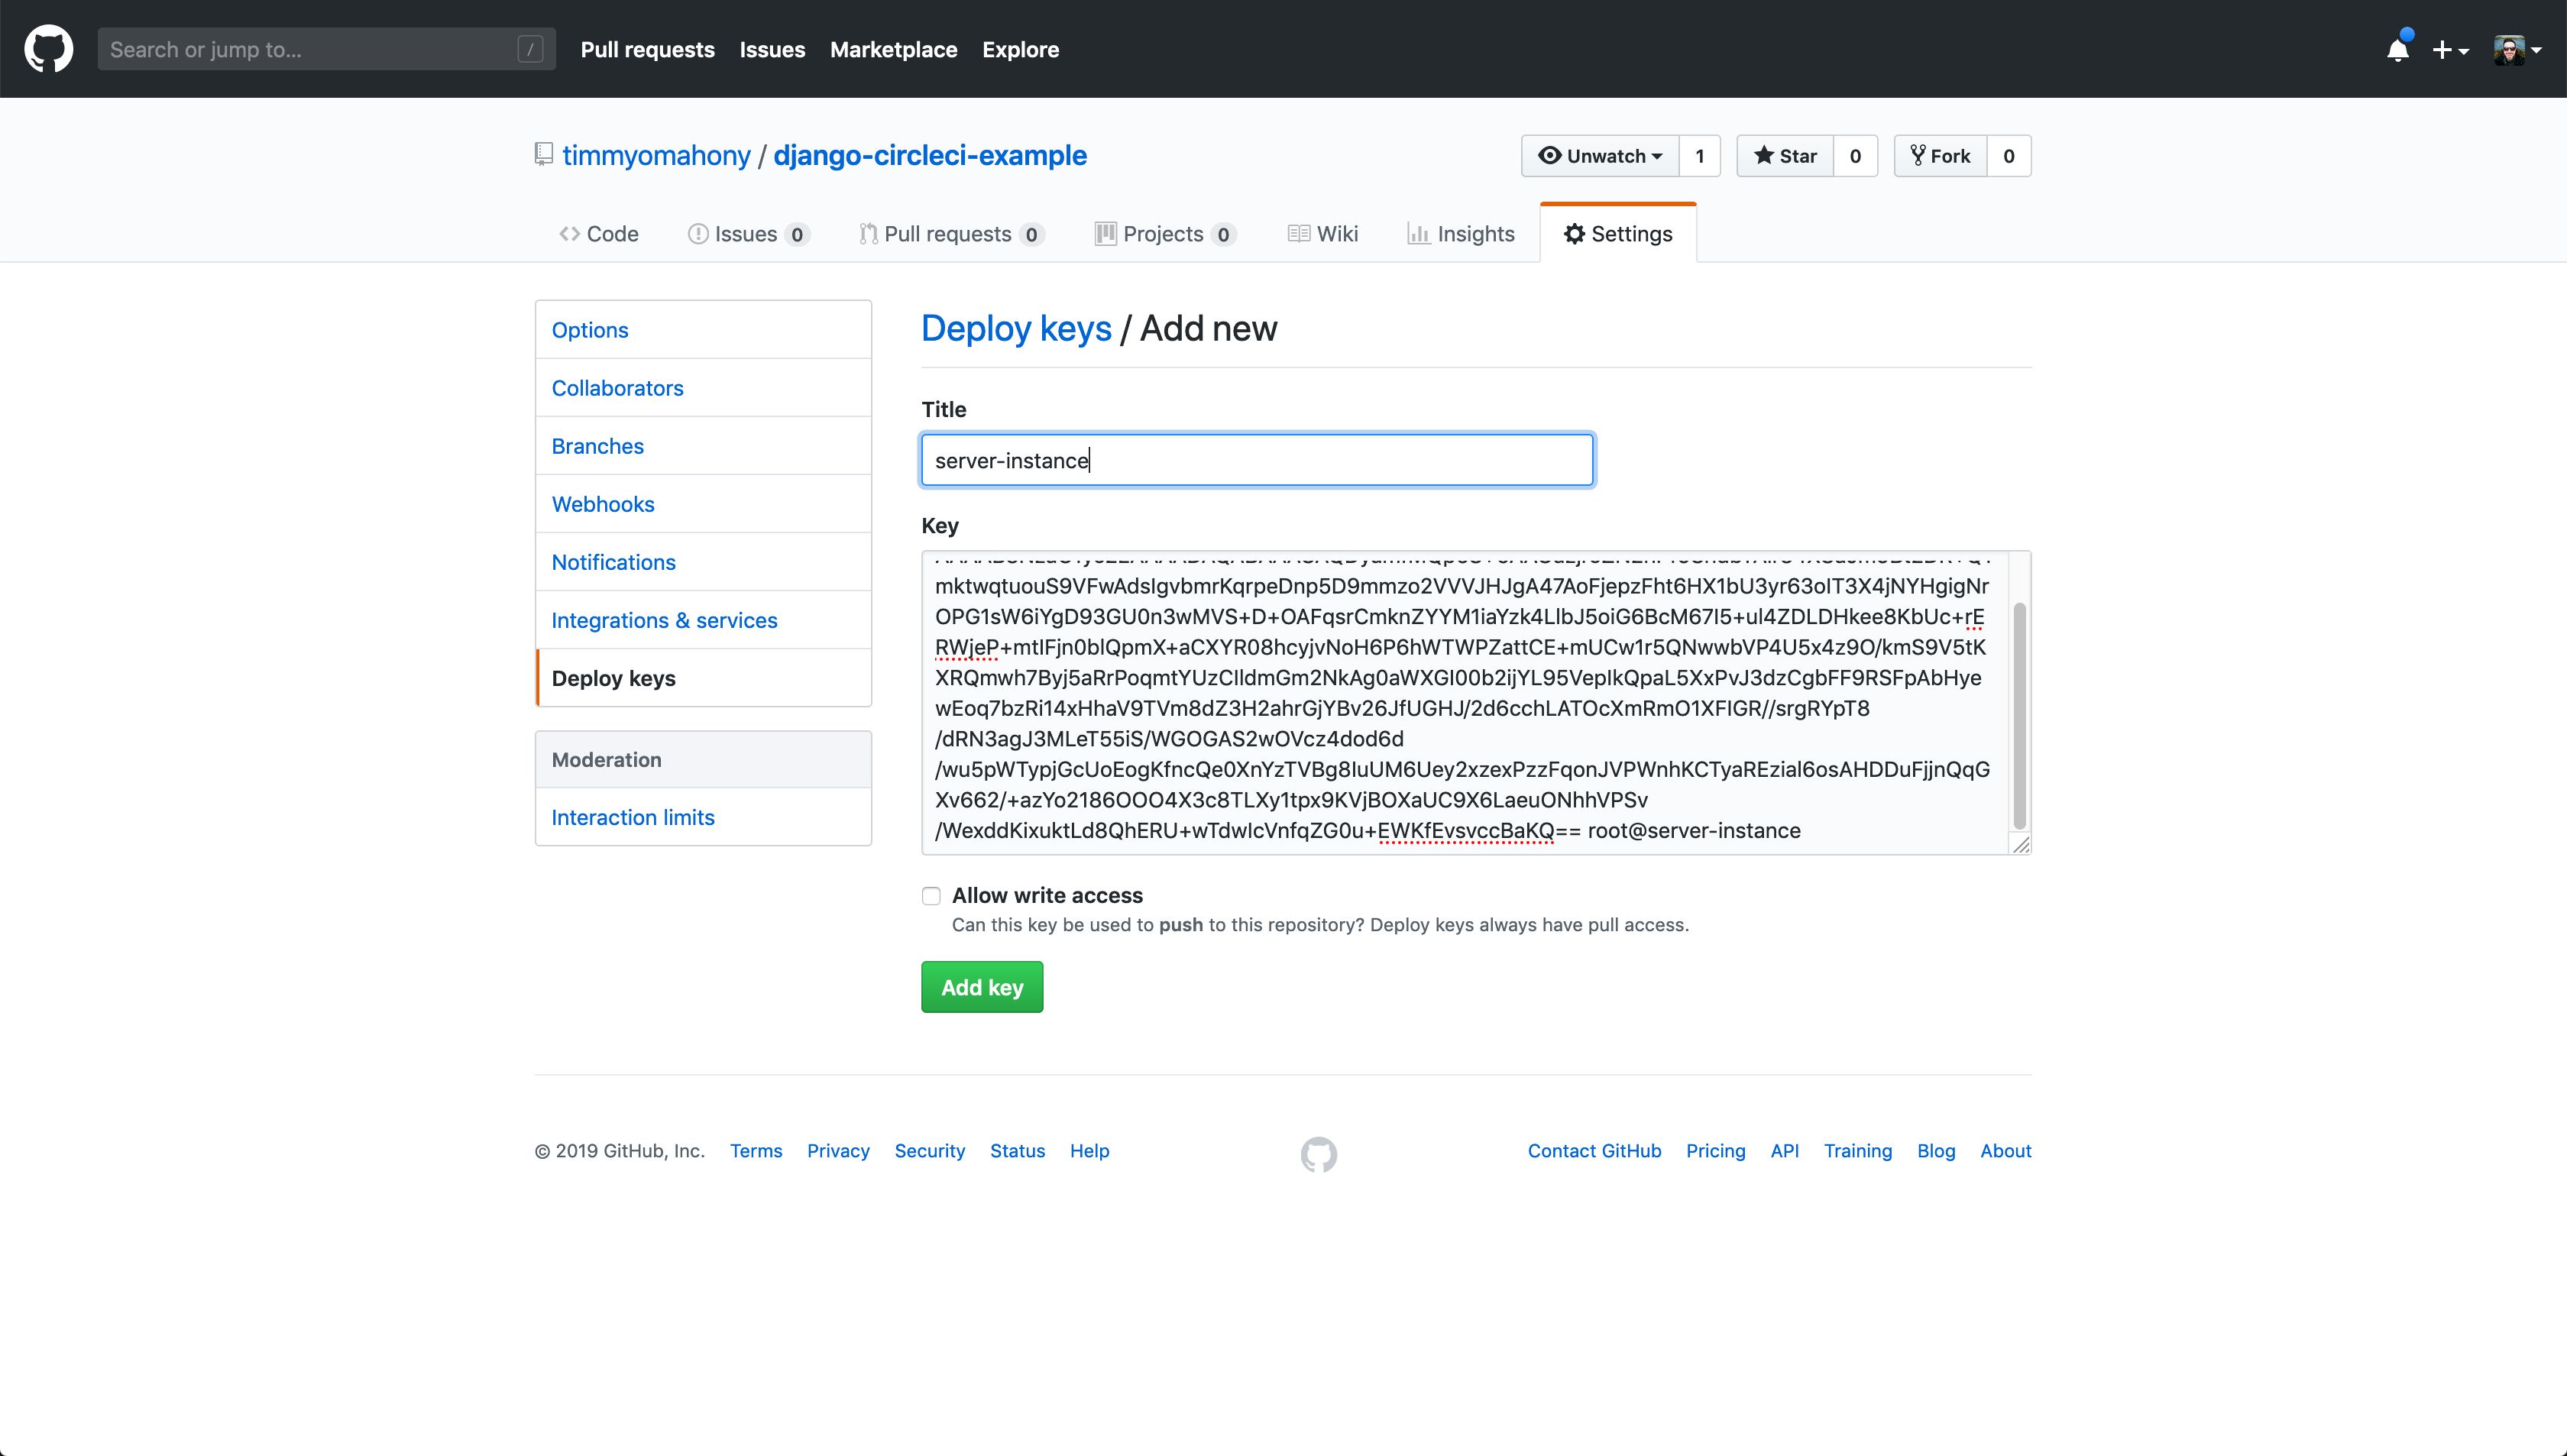 Search or jump to... /
Pull requests Issues Marketplace Explore
timmyomahony / django-circleci-example
Unwatch 1 Star 0 Fork 0
Code Issues 0 Pull requests 0 Projects 0 Wiki Insights Settings
Options
Collaborators
Branches
Webhooks
Notifications
Integrations & services
Deploy keys
Moderation
Interaction limits
Deploy keys / Add new
Title
server-instance
Key
mktwqtuouS9VFwAdsIgvbmrKqrpeDnp5D9mmzo2VVVJHJgA47AoFjepzFht6HX1bU3yr63oIT3X4jNYHgigNr
OPG1sW6iYgD93GU0n3wMVS+D+OAFqsrCmknZYYM1iaYzk4LlbJ5oiG6BcM67I5+ul4ZDLDHkee8KbUc+rE
RWjeP+mtIFjn0blQpmX+aCXYR08hcyjvNoH6P6hWTWPZattCE+mUCw1r5QNwwbVP4U5x4z9O/kmS9V5tK
XRQmwh7Byj5aRrPoqmtYUzCIldmGm2NkAg0aWXGI00b2ijYL95VepIkQpaL5XxPvJ3dzCgbFF9RSFpAbHye
wEoq7bzRi14xHhaV9TVm8dZ3H2ahrGjYBv26JfUGHJ/2d6cchLATOcXmRmO1XFIGR//srgRYpT8
/dRN3agJ3MLeT55iS/WGOGAS2wOVcz4dod6d
/wu5pWTypjGcUoEogKfncQe0XnYzTVBg8IuUM6Uey2xzexPzzFqonJVPWnhKCTyaREzial6osAHDDuFjjnQqG
Xv662/+azYo2186OOO4X3c8TLXy1tpx9KVjBOXaUC9X6LaeuONhhVPSv
/WexddKixuktLd8QhERU+wTdwIcVnfqZG0u+EWKfEvsvccBaKQ== root@server-instance
Allow write access
Can this key be used to push to this repository? Deploy keys always have pull access.
Add key
© 2019 GitHub, Inc. Terms Privacy Security Status Help
Contact GitHub Pricing API Training Blog About